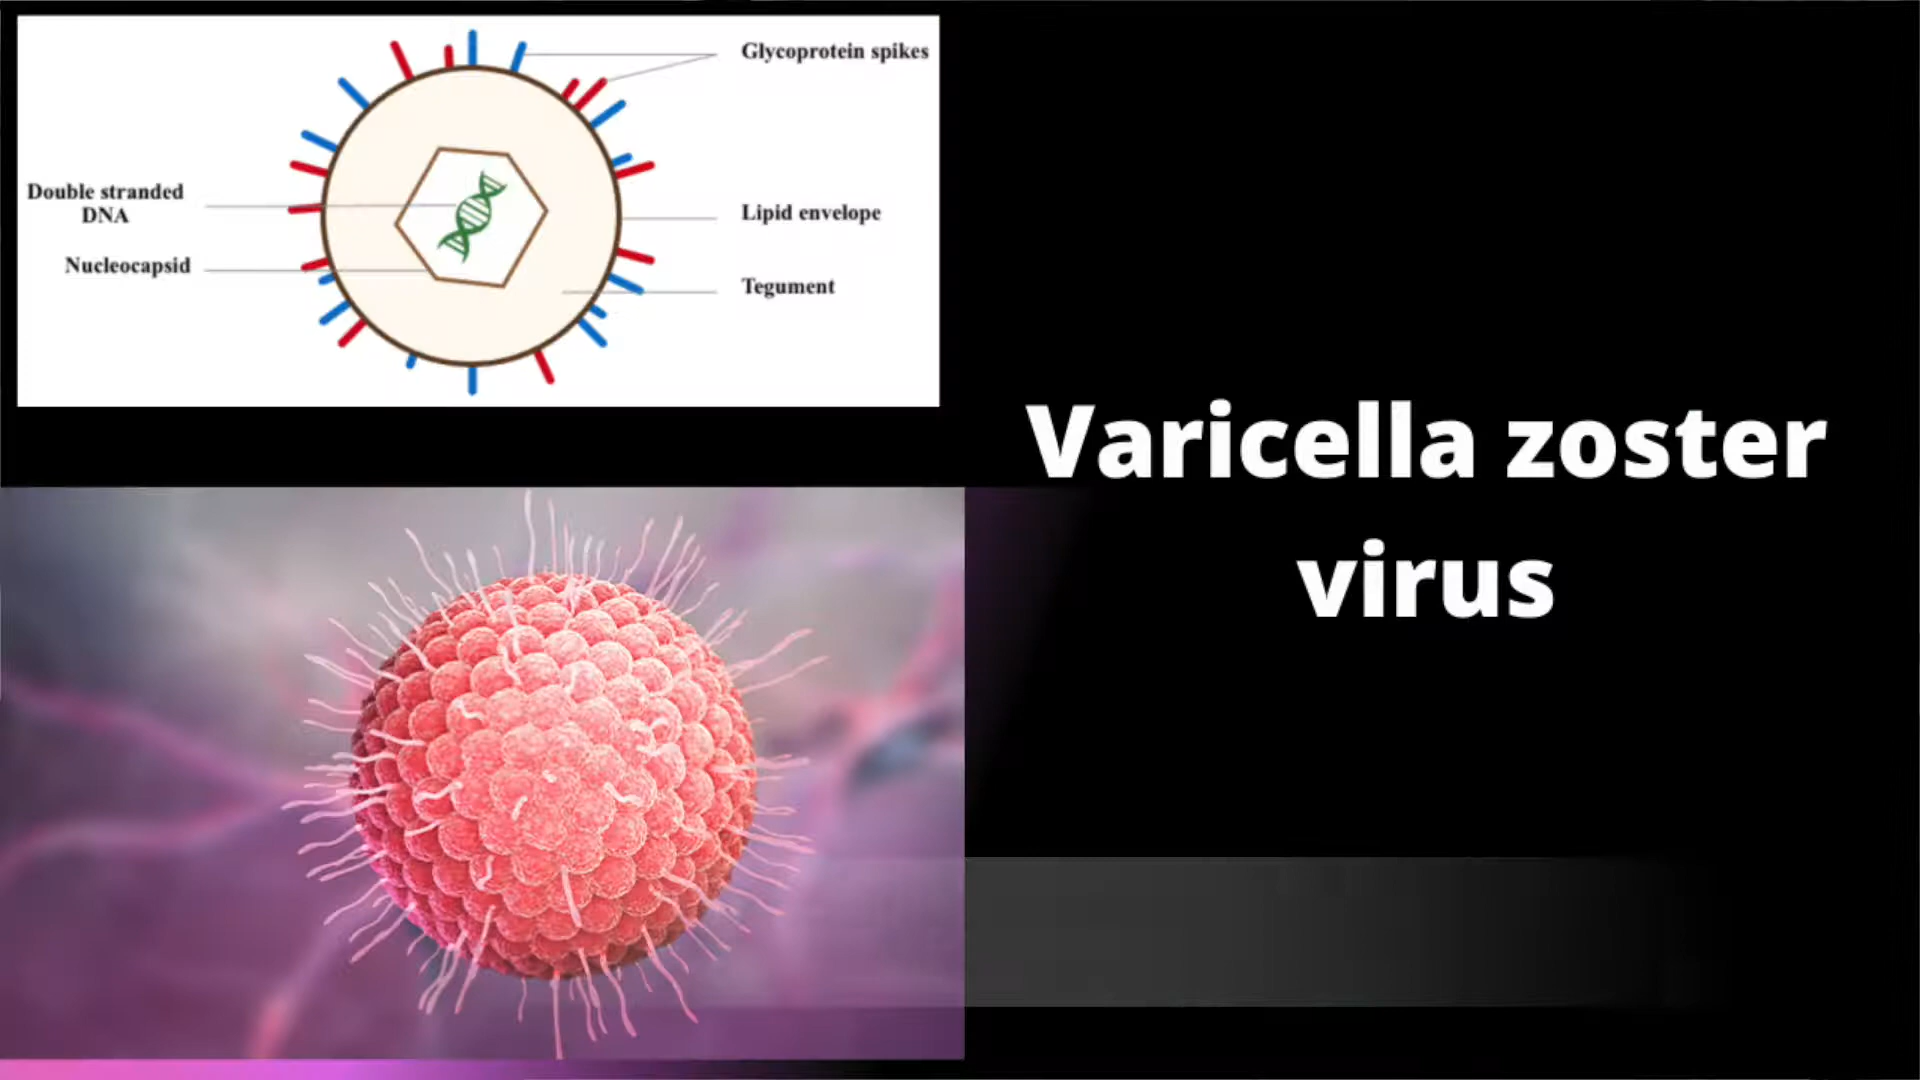 Glycoprotein spikes
Double stranded
DNA
Lipid envelope
Nucleocapsid
Tegument
Varicella zoster
virus